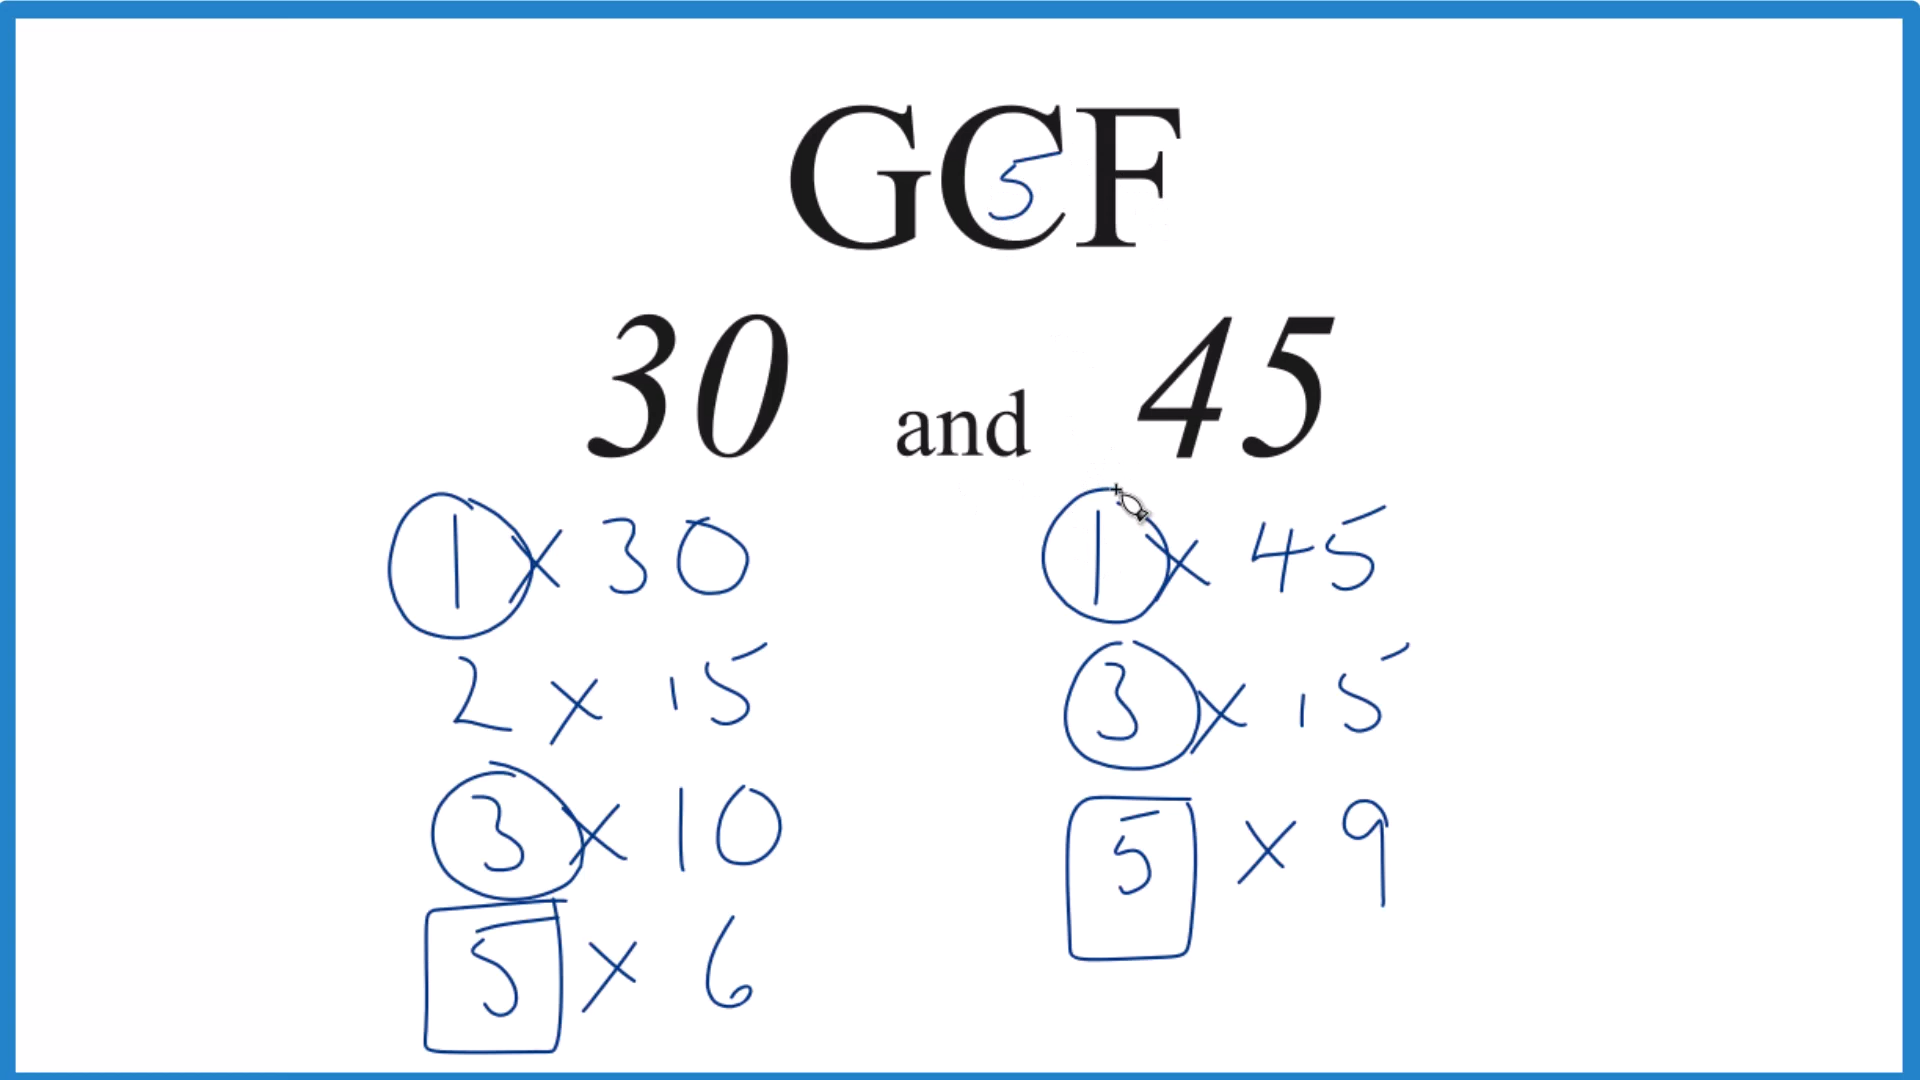 GCF
5
30 and 45
1 x 30 1 x 45
2 x 15 3 x 15
3 x 10 5 x 9
5 x 6